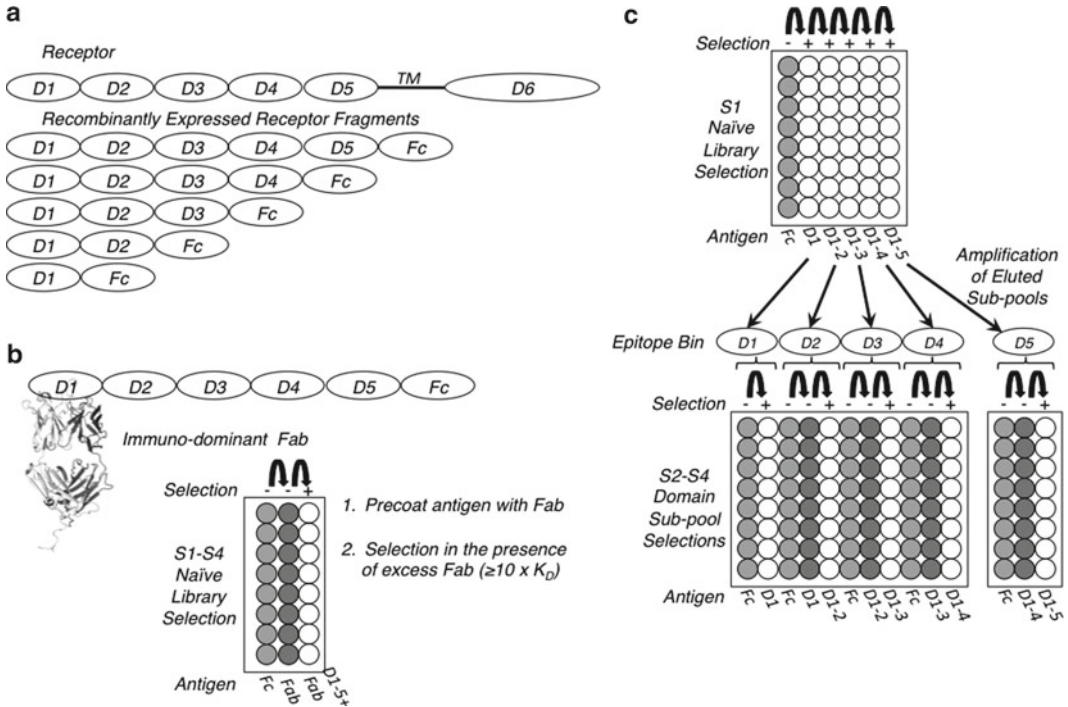 a
Receptor
D1 D2 D3 D4 D5 TM D6
Recombinantly Expressed Receptor Fragments
D1 D2 D3 D4 D5 Fc
D1 D2 D3 D4 Fc
D1 D2 D3 Fc
D1 D2 Fc
D1 Fc
b
D1 D2 D3 D4 D5 Fc
Immuno-dominant Fab
Selection - - +
S1-S4
Naïve
Library
Selection
Antigen Fc Fab Fab D1-5+
1. Precoat antigen with Fab
2. Selection in the presence
of excess Fab (≥10 x KD)
c
Selection - + + + + +
S1
Naïve
Library
Selection
Antigen Fc D1 D1-2 D1-3 D1-4 D1-5
Amplification
of Eluted
Sub-pools
Epitope Bin D1 D2 D3 D4 D5
Selection - + - - + - - + - - + - - +
S2-S4
Domain
Sub-pool
Selections
Antigen Fc D1 Fc D1 D1-2 Fc D1-2 D1-3 Fc D1-3 D1-4 Fc D1-4 D1-5